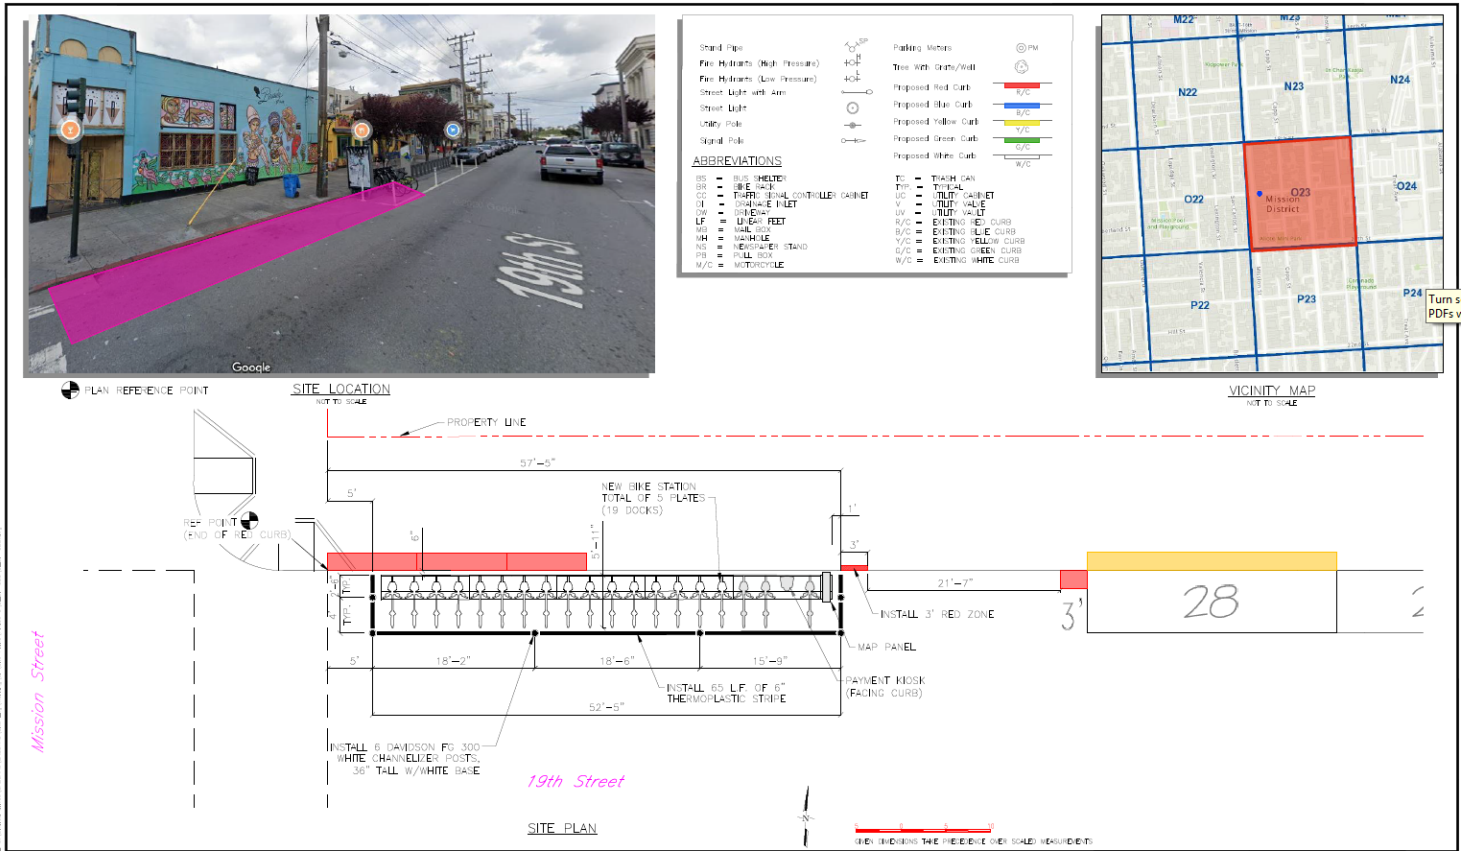 19th St
Google
PLAN REFERENCE POINT
SITE LOCATION
NOT TO SCALE
Stand Pipe
SP
Fire Hydrants (High Pressure)
H
Fire Hydrants (Low Pressure)
L
Street Light with Arm
Street Light
Utility Pole
Signal Pole
Parking Meters
PM
Tree With Grate/Well
Proposed Red Curb
R/C
Proposed Blue Curb
B/C
Proposed Yellow Curb
Y/C
Proposed Green Curb
G/C
Proposed White Curb
W/C
ABBREVIATIONS
BS = BUS SHELTER
BR = BIKE RACK
CC = TRAFFIC SIGNAL CONTROLLER CABINET
DI = DRAINAGE INLET
DW = DRIVEWAY
LF = LINEAR FEET
MB = MAIL BOX
MH = MANHOLE
NS = NEWSPAPER STAND
PB = PULL BOX
M/C = MOTORCYCLE
TC = TRASH CAN
TYP. = TYPICAL
UC = UTILITY CABINET
V = UTILITY VALVE
UV = UTILITY VAULT
R/C = EXISTING RED CURB
B/C = EXISTING BLUE CURB
Y/C = EXISTING YELLOW CURB
G/C = EXISTING GREEN CURB
W/C = EXISTING WHITE CURB
M22
M23
N22
N23
N24
O22
O23
O24
Mission
District
P22
P23
P24
Turn s
PDFs v
VICINITY MAP
NOT TO SCALE
PROPERTY LINE
57'-5"
5'
NEW BIKE STATION
TOTAL OF 5 PLATES
(19 DOCKS)
1'
REF POINT
(END OF RED CURB)
6"
5'-11"
3'
2'-6"
TYP.
4'
TYP.
21'-7"
INSTALL 3' RED ZONE
3'
28
2
MAP PANEL
5'
18'-2"
18'-6"
15'-9"
PAYMENT KIOSK
(FACING CURB)
INSTALL 65 L.F. OF 6"
THERMOPLASTIC STRIPE
52'-5"
INSTALL 6 DAVIDSON FG 300
WHITE CHANNELIZER POSTS,
36" TALL W/WHITE BASE
Mission Street
19th Street
SITE PLAN
N
5 0 5 10
GIVEN DIMENSIONS TAKE PRECEDENCE OVER SCALED MEASUREMENTS